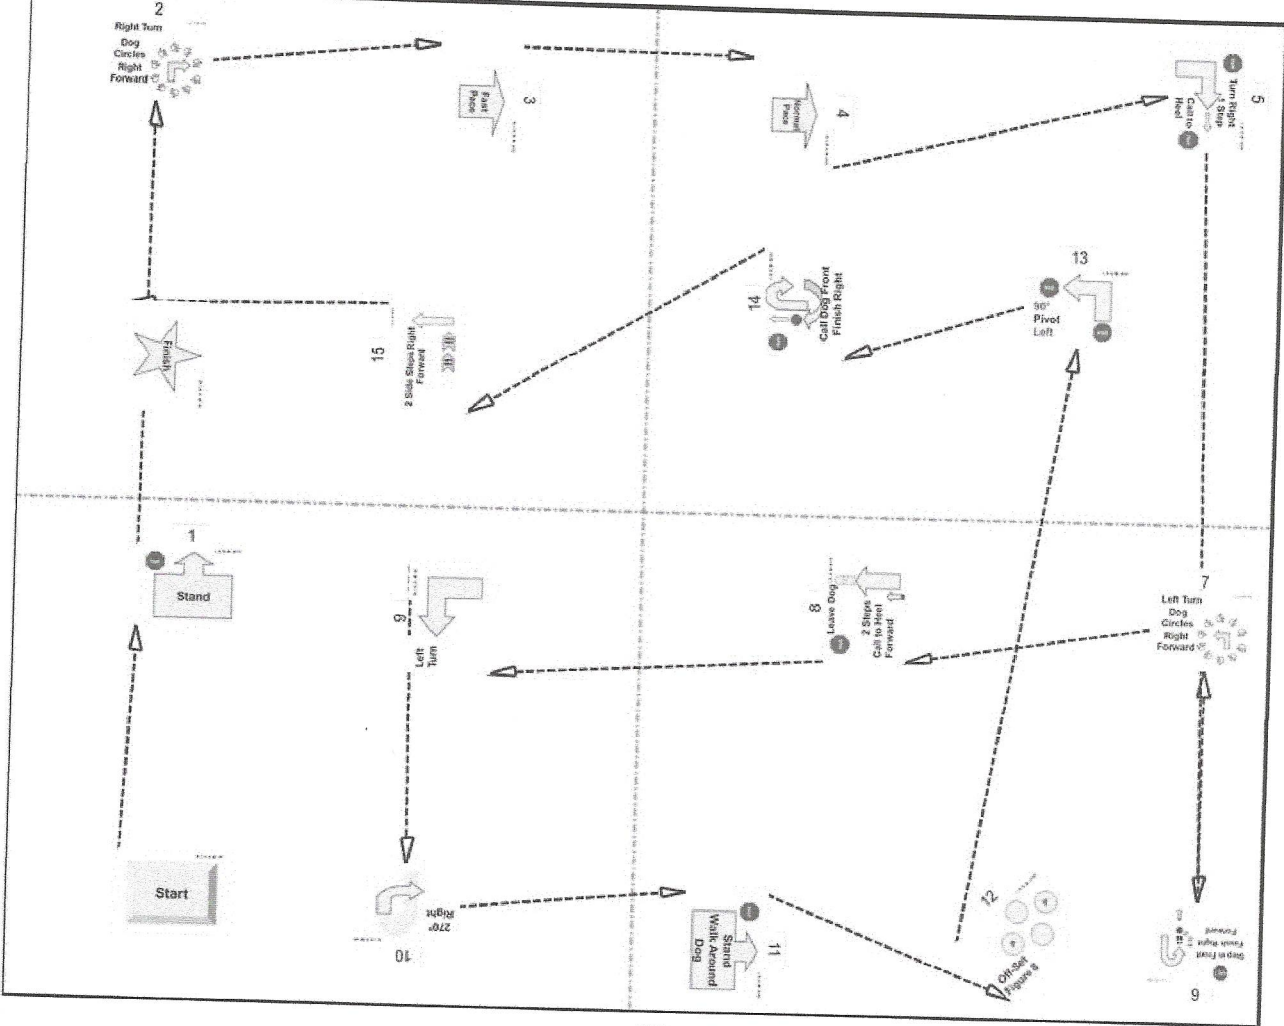 Start
1
Stand
2
Right Turn
Dog
Circles
Right
Forward
3
Fast
Pace
4
Normal
Pace
5
Turn Right
1 Step
Call to
Heel
6
Step in Front
Finish Right
Forward
7
Left Turn
Dog
Circles
Right
Forward
8
Leave Dog
2 Steps
Call to Heel
Forward
9
Left
Turn
10
270°
Right
11
Stand
Walk Around
Dog
12
Off-Set
Figure 8
13
90°
Pivot
Left
14
Call Dog Front
Finish Right
15
2 Side Steps Right
Forward
Finish